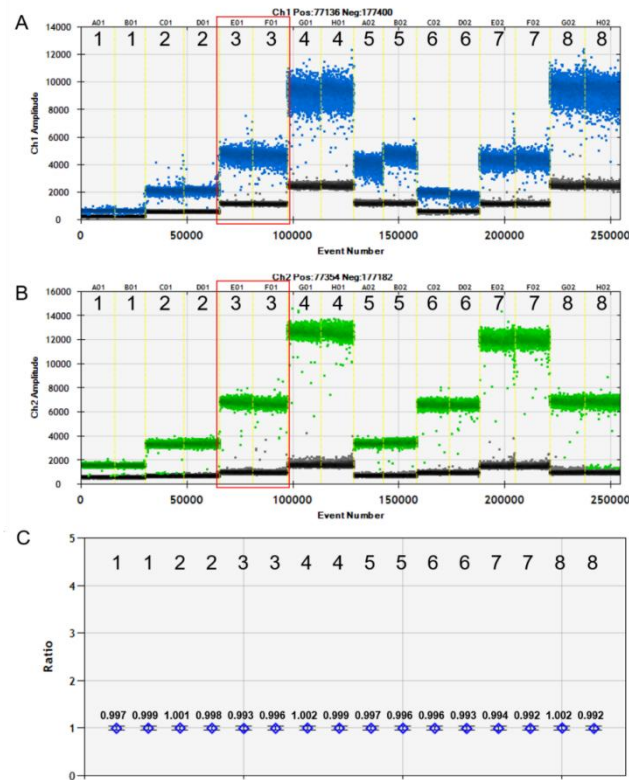 A
Ch1 Pos:77136 Neg:177400
A01 B01 C01 D01 E01 F01 G01 H01 A02 B02 C02 D02 E02 F02 G02 H02
1 1 2 2 3 3 4 4 5 5 6 6 7 7 8 8
Ch1 Amplitude
14000
12000
10000
8000
6000
4000
2000
0
0 50000 100000 150000 200000 250000
Event Number
B
Ch2 Pos:77354 Neg:177182
A01 B01 C01 D01 E01 F01 G01 H01 A02 B02 C02 D02 E02 F02 G02 H02
1 1 2 2 3 3 4 4 5 5 6 6 7 7 8 8
Ch2 Amplitude
16000
14000
12000
10000
8000
6000
4000
2000
0
0 50000 100000 150000 200000 250000
Event Number
C
1 1 2 2 3 3 4 4 5 5 6 6 7 7 8 8
Ratio
5
4
3
2
1
0
0.997 0.999 1.001 0.998 0.993 0.996 1.002 0.999 0.997 0.996 0.996 0.993 0.994 0.992 1.002 0.992